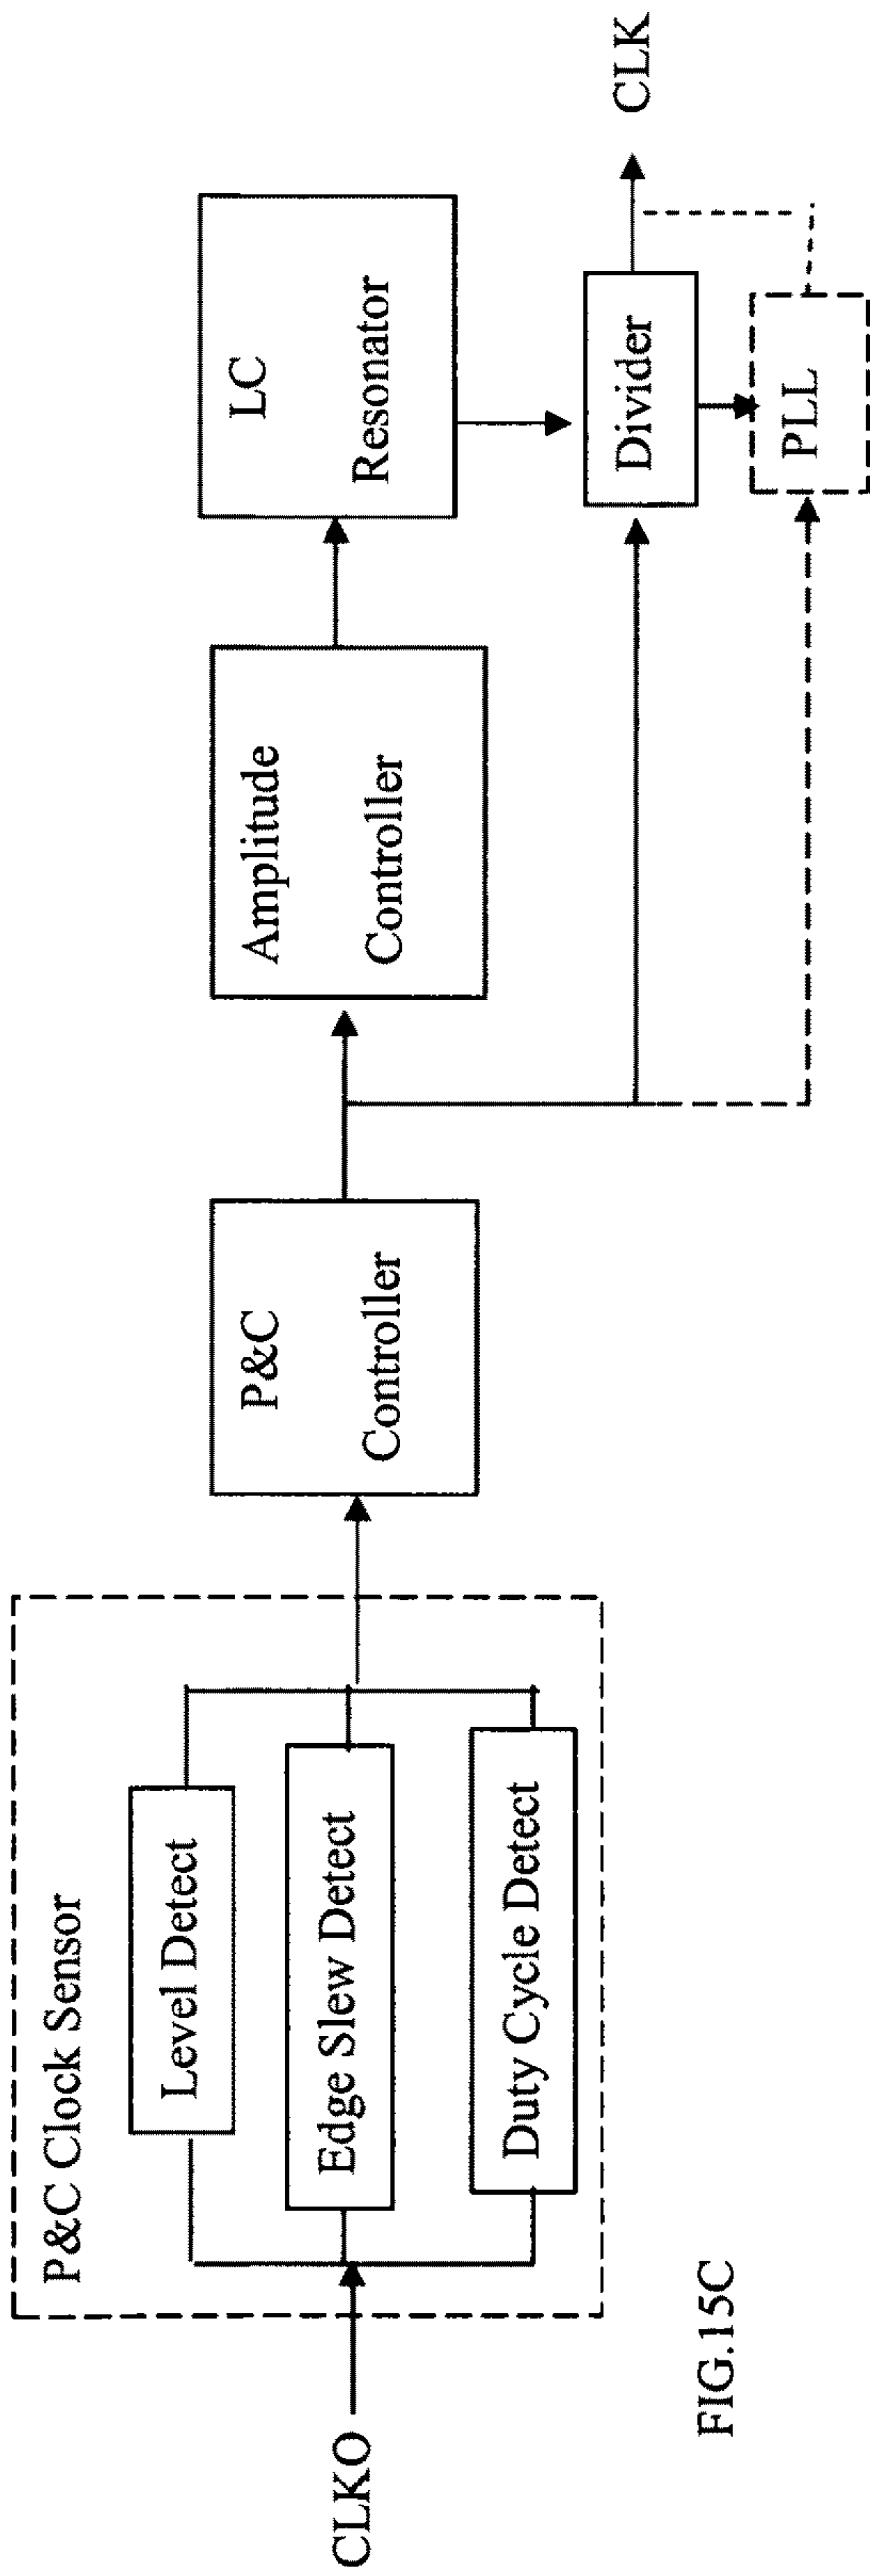 P&C Clock Sensor
CLKO
Level Detect
Edge Slew Detect
Duty Cycle Detect
P&C
Controller
Amplitude
Controller
LC
Resonator
Divider
CLK
PLL
FIG.15C